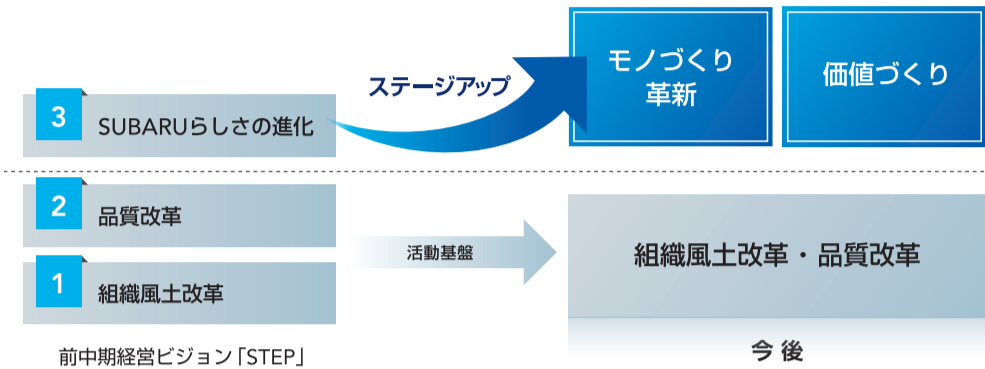 ステージアップ
モノづくり
革新
価値づくり
3
SUBARUらしさの進化
2
品質改革
1
組織風土改革
活動基盤
組織風土改革・品質改革
前中期経営ビジョン「STEP」
今後